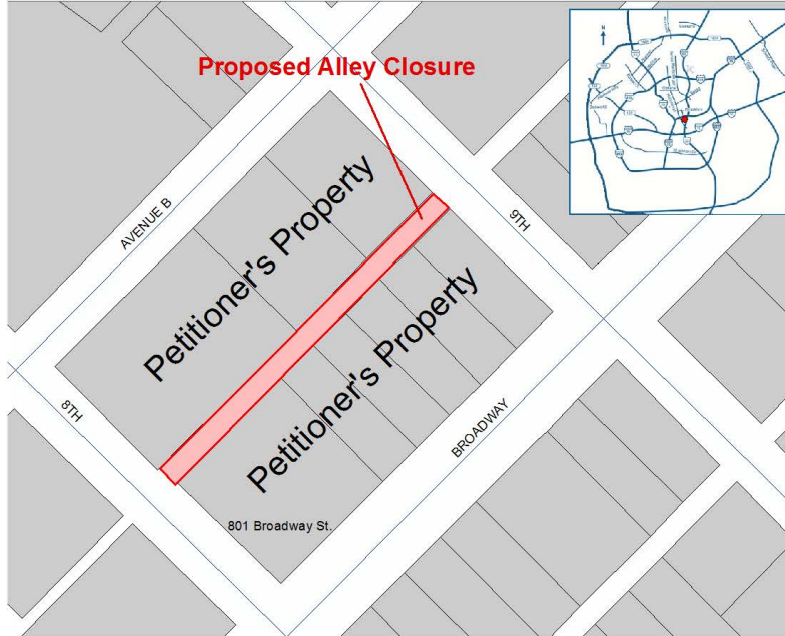 Proposed Alley Closure
N
AVENUE B
9TH
Petitioner's Property
Petitioner's Property
8TH
BROADWAY
801 Broadway St.